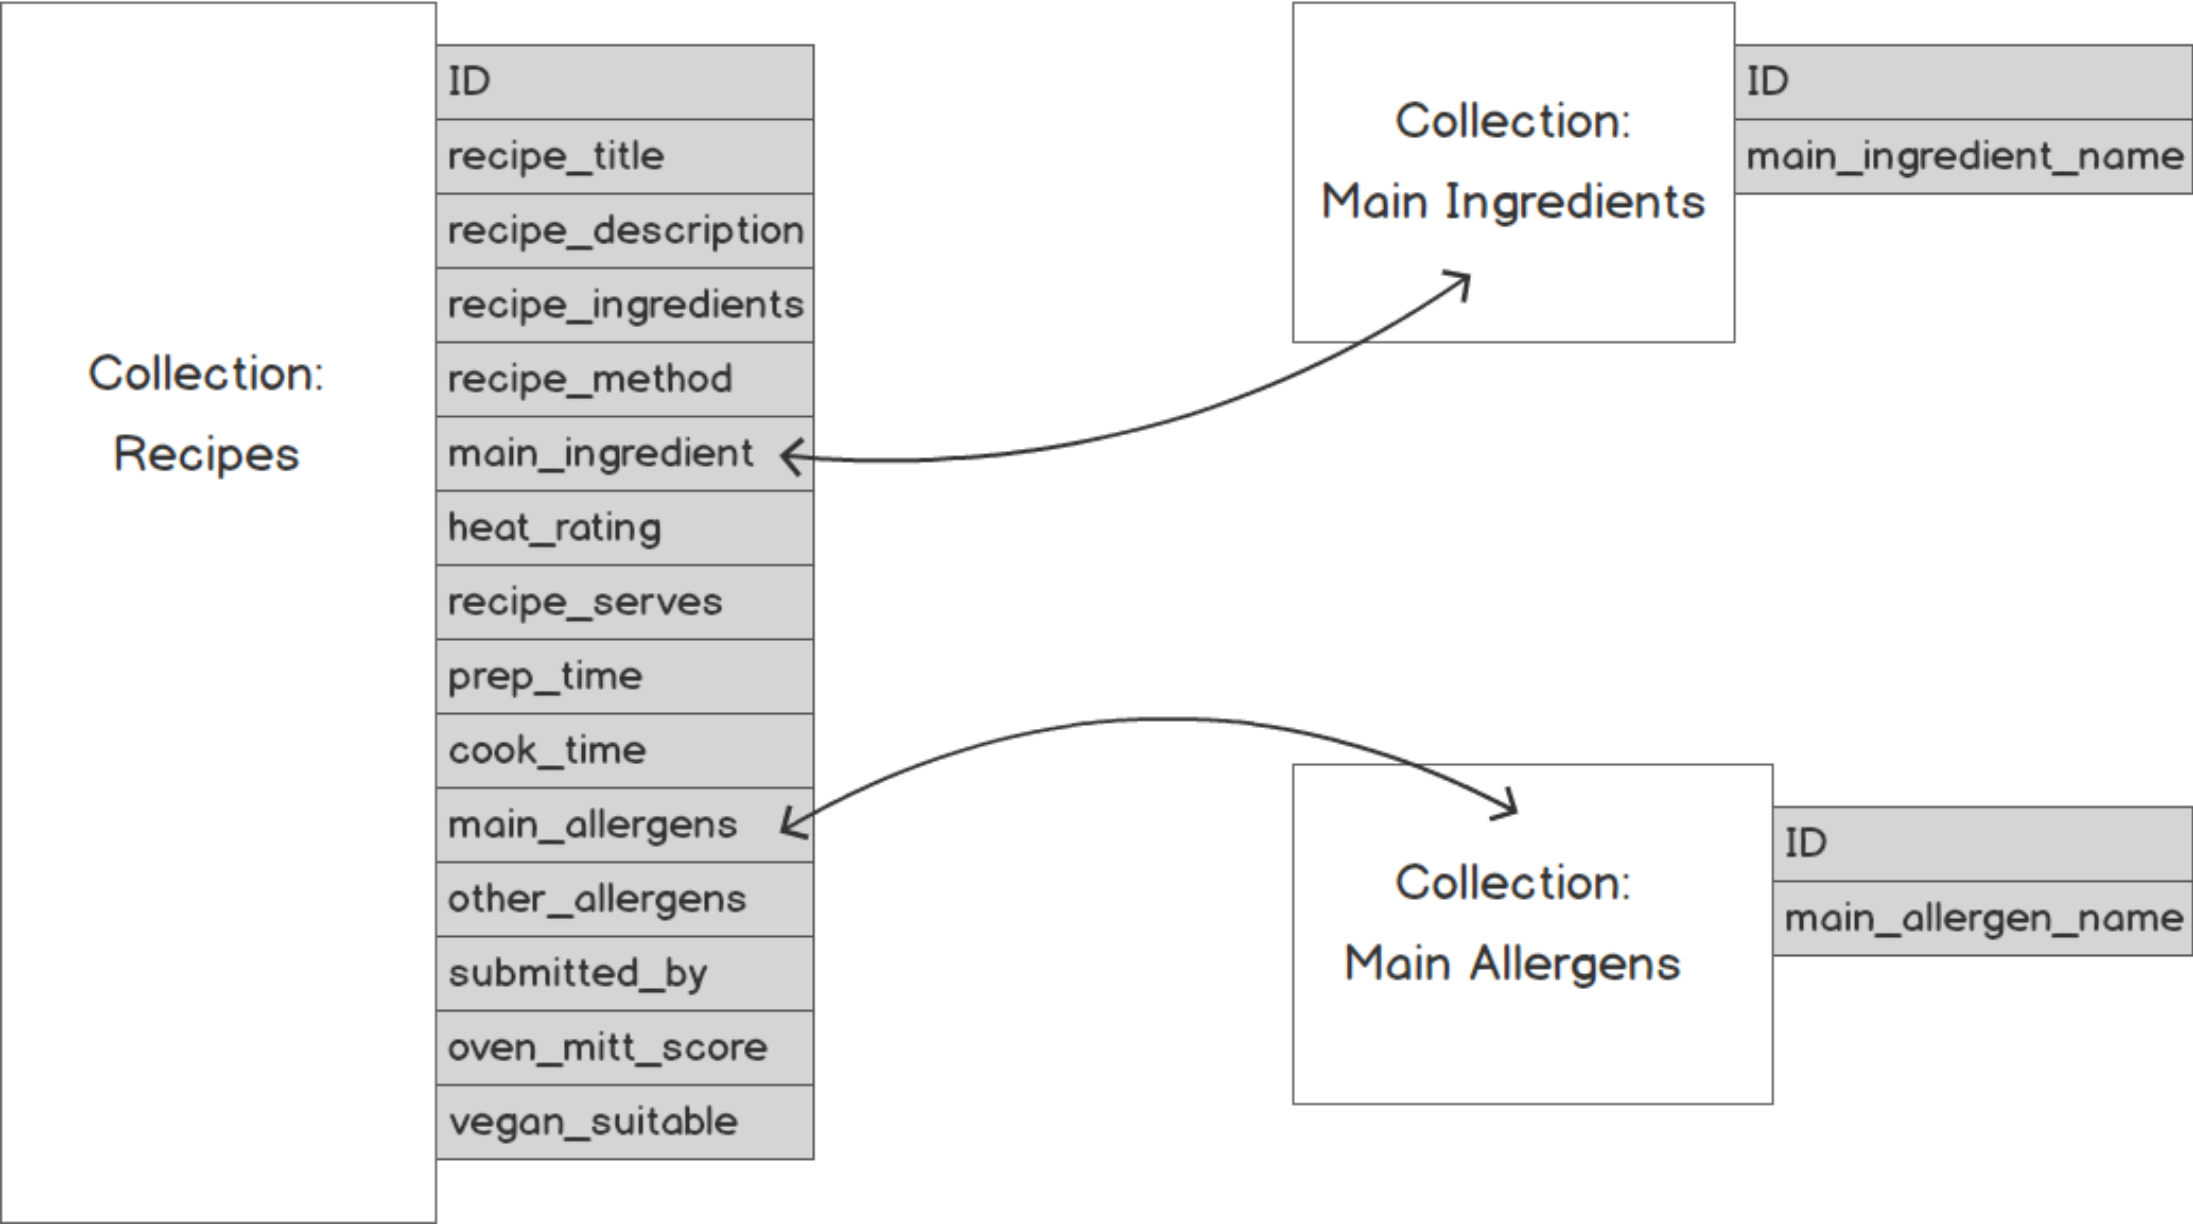 Collection:
Recipes
ID
recipe_title
recipe_description
recipe_ingredients
recipe_method
main_ingredient
heat_rating
recipe_serves
prep_time
cook_time
main_allergens
other_allergens
submitted_by
oven_mitt_score
vegan_suitable
Collection:
Main Ingredients
ID
main_ingredient_name
Collection:
Main Allergens
ID
main_allergen_name